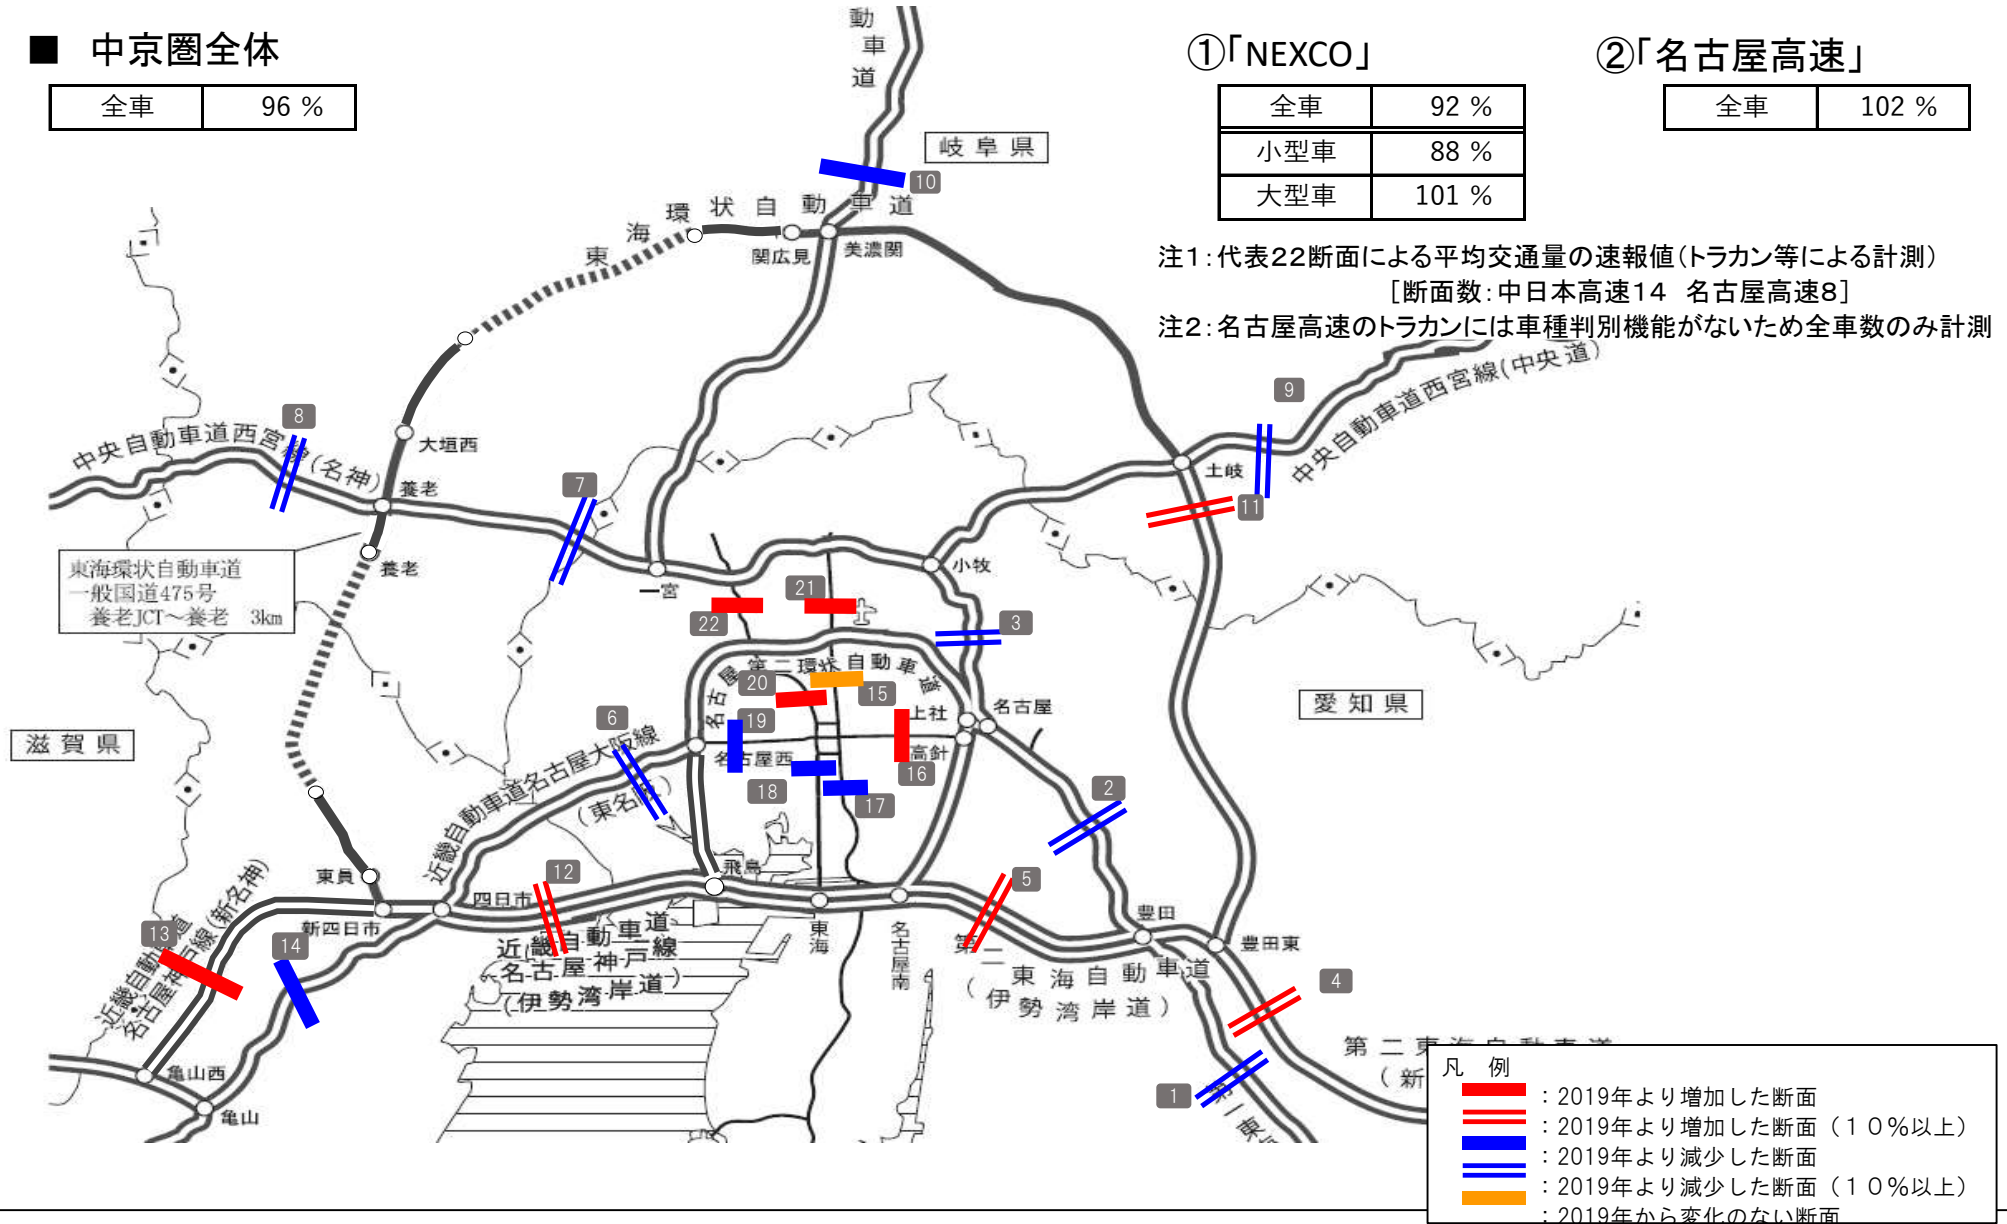 ■ 中京圏全体
全車 96 %
①「NEXCO」
全車 92 %
小型車 88 %
大型車 101 %
②「名古屋高速」
全車 102 %
注1：代表22断面による平均交通量の速報値（トラカン等による計測）
［断面数：中日本高速14 名古屋高速8］
注2：名古屋高速のトラカンには車種判別機能がないため全車数のみ計測
動車道
岐阜県
10
東海環状自動車道
関広見
美濃関
中央自動車道西宮線(中央道)
9
8
中央自動車道西宮線(名神)
大垣西
養老
7
土岐
11
養老
東海環状自動車道
一般国道475号
養老JCT～養老 3km
一宮
小牧
21
22
3
名古屋第二環状自動車道
20
15
19
上社
名古屋
愛知県
滋賀県
6
名古屋西
高針
16
近畿自動車道名古屋大阪線
(東名阪)
18
17
2
飛島
東員
12
5
四日市
新四日市
豊田
豊田東
東海
名古屋南
13
14
近畿自動車道
名古屋神戸線(新名神)
近畿自動車道
名古屋神戸線
(伊勢湾岸道)
第二東海自動車道
(伊勢湾岸道)
4
亀山西
亀山
1
第一東
第二東海自動車道
(新
凡 例
：2019年より増加した断面
：2019年より増加した断面（１０%以上）
：2019年より減少した断面
：2019年より減少した断面（１０%以上）
：2019年から変化のない断面